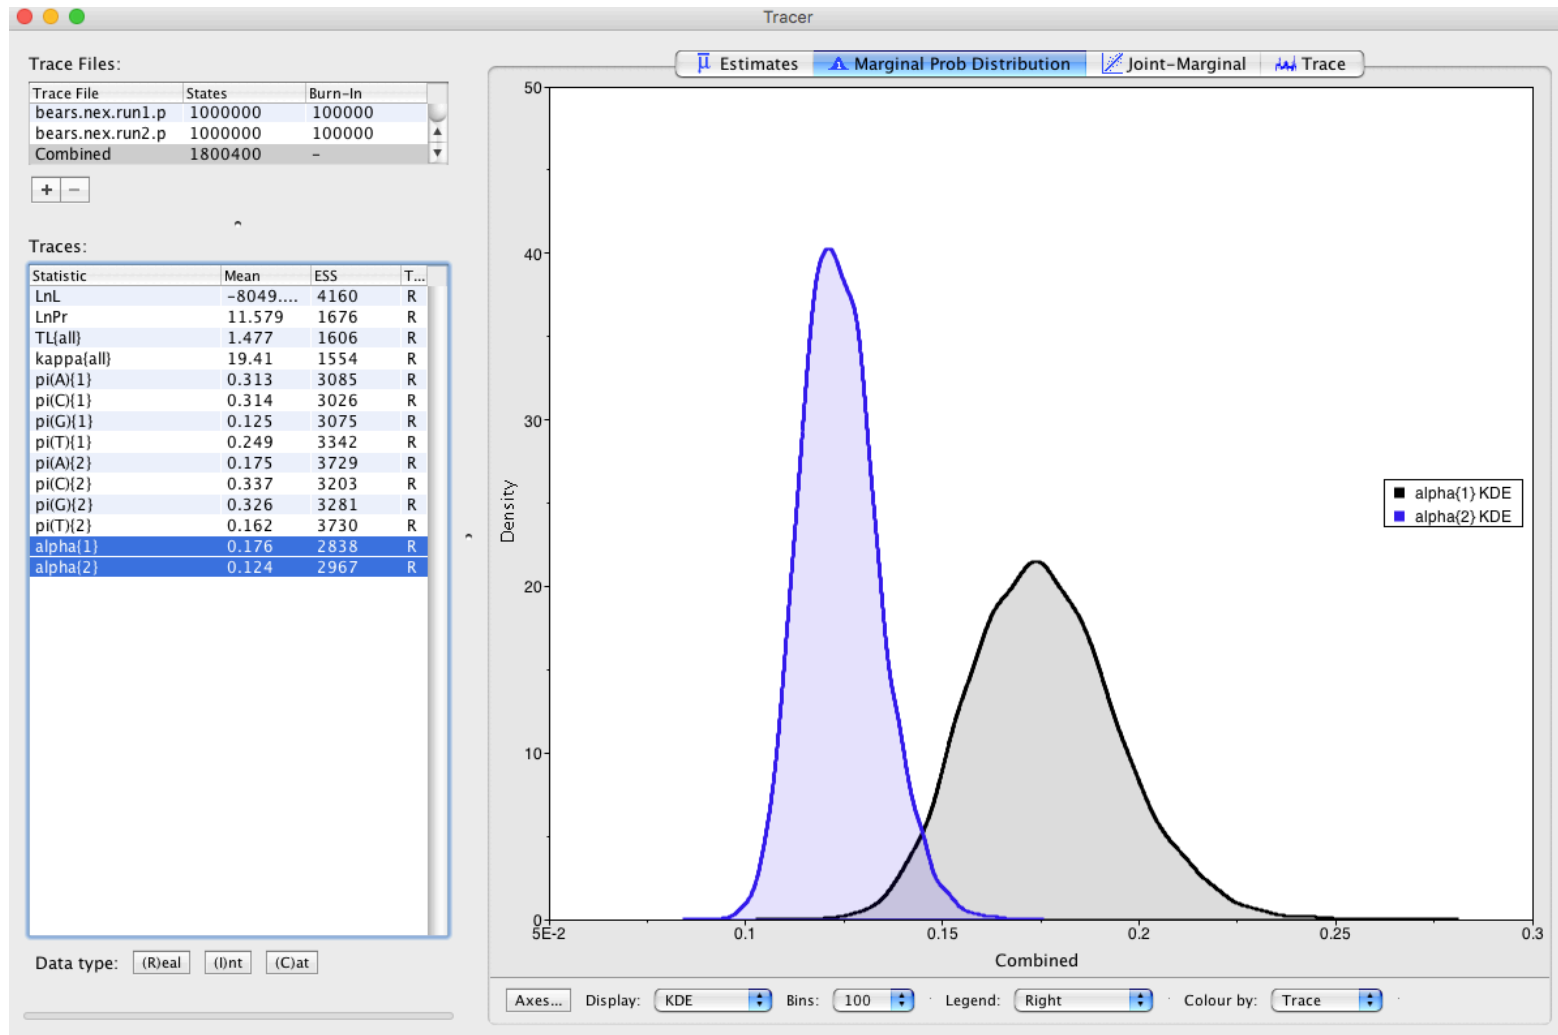 Tracer
Trace Files:
Trace File States Burn-In
bears.nex.run1.p 1000000 100000
bears.nex.run2.p 1000000 100000
Combined 1800400 -
+ −
Traces:
Statistic Mean ESS T...
LnL -8049.... 4160 R
LnPr 11.579 1676 R
TL{all} 1.477 1606 R
kappa{all} 19.41 1554 R
pi(A){1} 0.313 3085 R
pi(C){1} 0.314 3026 R
pi(G){1} 0.125 3075 R
pi(T){1} 0.249 3342 R
pi(A){2} 0.175 3729 R
pi(C){2} 0.337 3203 R
pi(G){2} 0.326 3281 R
pi(T){2} 0.162 3730 R
alpha{1} 0.176 2838 R
alpha{2} 0.124 2967 R
Data type: (R)eal (I)nt (C)at
μ Estimates Marginal Prob Distribution Joint-Marginal Trace
50
40
30
20
10
0
Density
alpha{1} KDE
alpha{2} KDE
5E-2 0.1 0.15 0.2 0.25 0.3
Combined
Axes... Display: KDE Bins: 100 Legend: Right Colour by: Trace